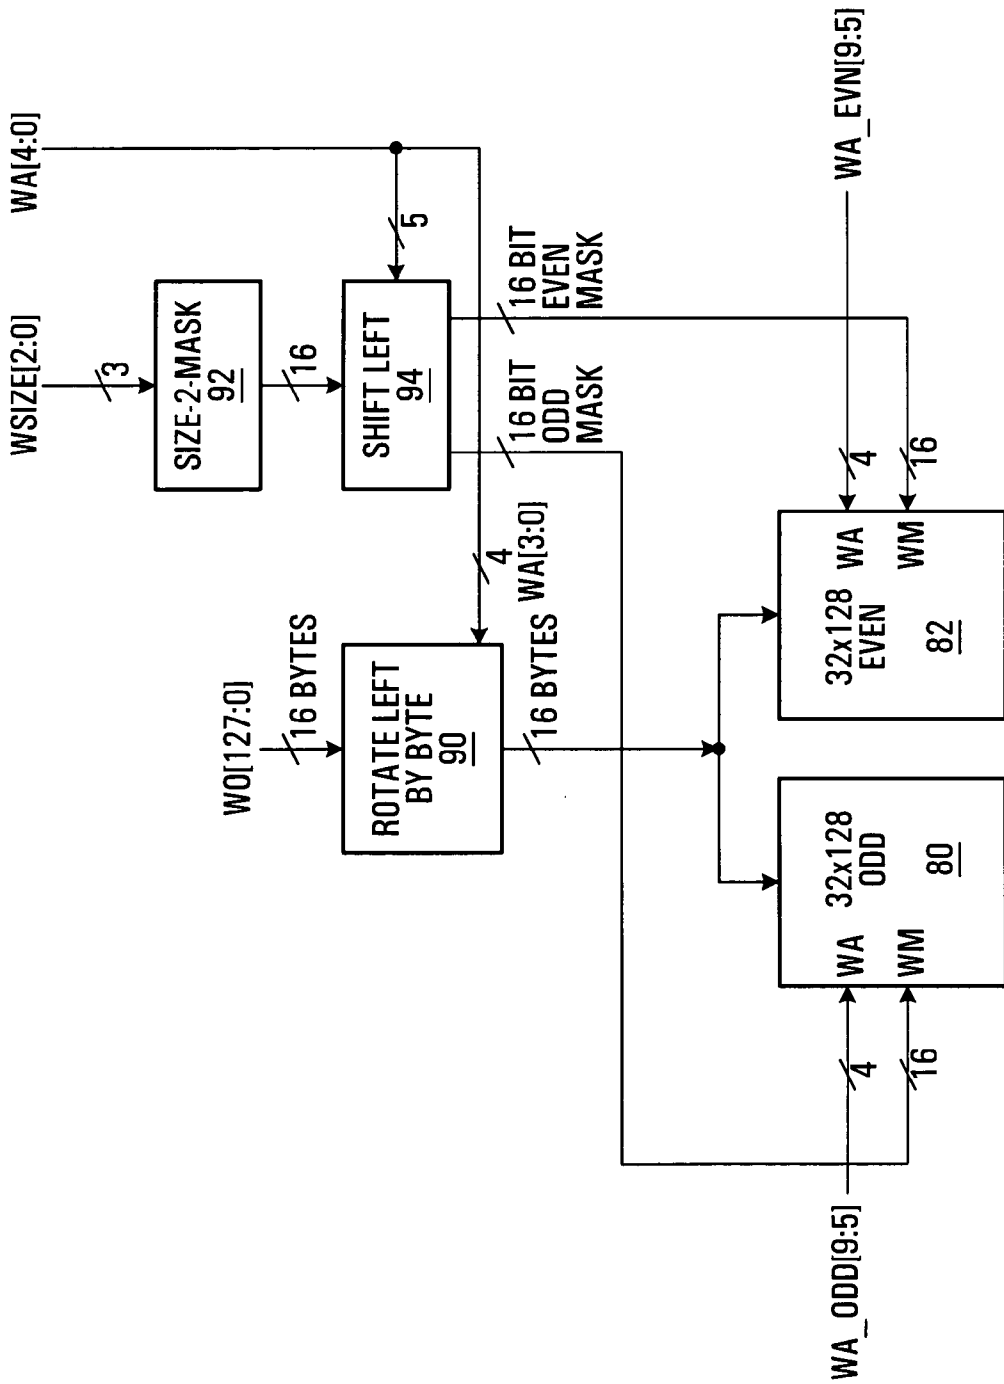 WSIZE[2:0]
WA[4:0]
3
SIZE-2-MASK
92
16
5
SHIFT LEFT
94
16 BIT
ODD
MASK
16 BIT
EVEN
MASK
WO[127:0]
16 BYTES
4
WA[3:0]
ROTATE LEFT
BY BYTE
90
16 BYTES
WA_ODD[9:5]
4
16
WA
WM
32x128
ODD
80
32x128
EVEN
82
WA
WM
4
16
WA_EVN[9:5]